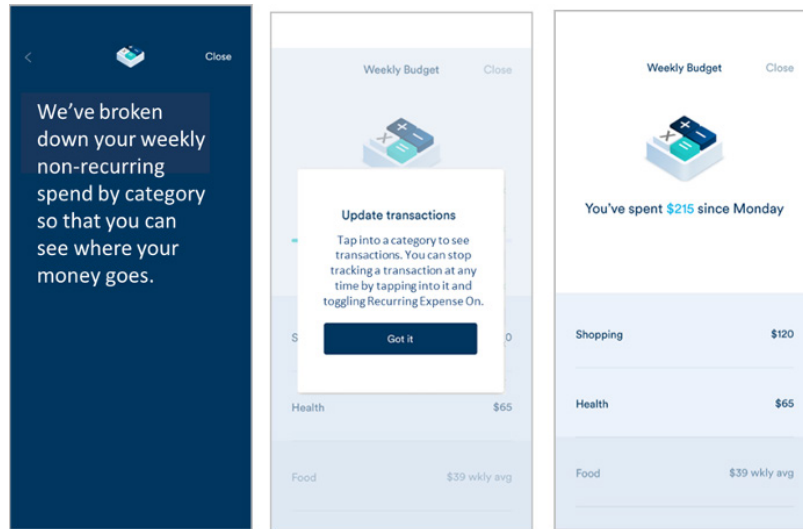 Close
We've broken
down your weekly
non-recurring
spend by category
so that you can
see where your
money goes.
Weekly Budget Close
Update transactions
Tap into a category to see
transactions. You can stop
tracking a transaction at any
time by tapping into it and
toggling Recurring Expense On.
Got it
S 0
Health $65
Food $39 wkly avg
Weekly Budget Close
You've spent $215 since Monday
Shopping $120
Health $65
Food $39 wkly avg